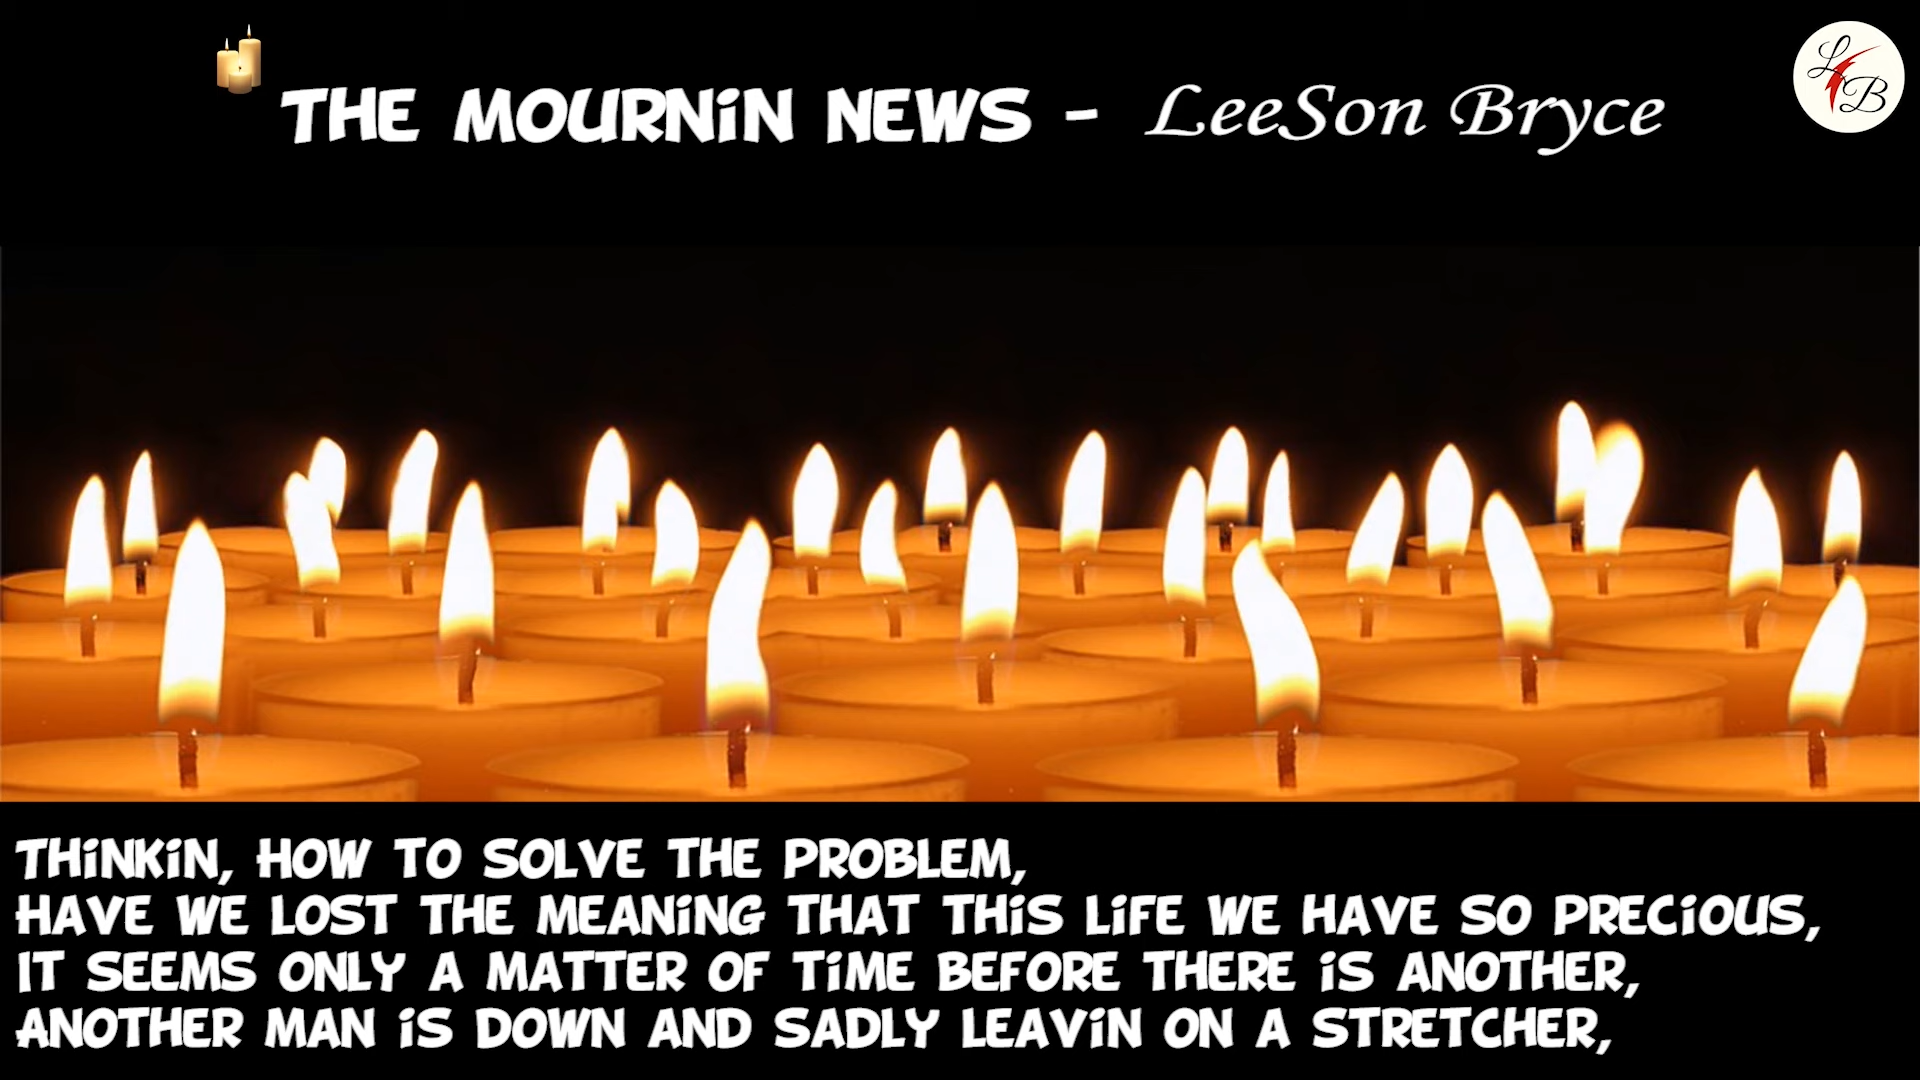 THE MOURNiN NEWS - LeeSon Bryce
LB
THiNKiN, HOW TO SOLVE THE PROBLEM,
HAVE WE LOST THE MEANiNG THAT THiS LiFE WE HAVE SO PRECiOUS,
IT SEEMS ONLY A MATTER OF TiME BEFORE THERE iS ANOTHER,
ANOTHER MAN iS DOWN AND SADLY LEAViN ON A STRETCHER,